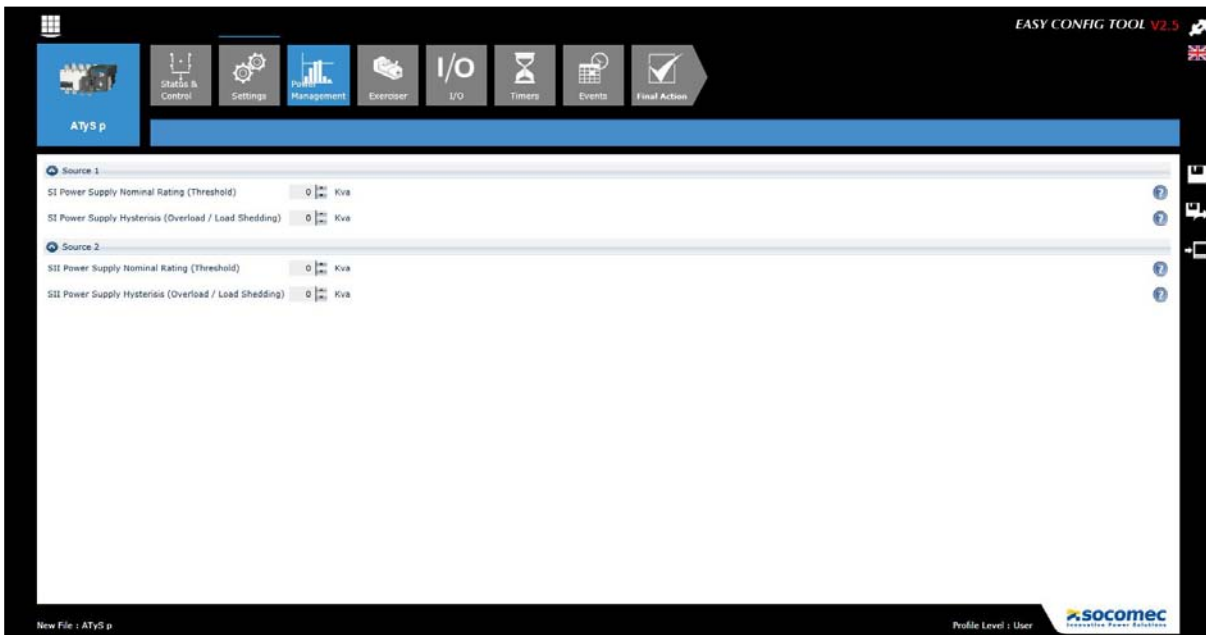 EASY CONFIG TOOL V2.5
Status &
Control
Settings
Power
Management
Exerciser
I/O
I/O
Timers
Events
Final Action
ATyS p
Source 1
SI Power Supply Nominal Rating (Threshold) 0 Kva
SI Power Supply Hysterisis (Overload / Load Shedding) 0 Kva
Source 2
SII Power Supply Nominal Rating (Threshold) 0 Kva
SII Power Supply Hysterisis (Overload / Load Shedding) 0 Kva
New File : ATyS p
Profile Level : User
socomec
Innovative Power Solutions